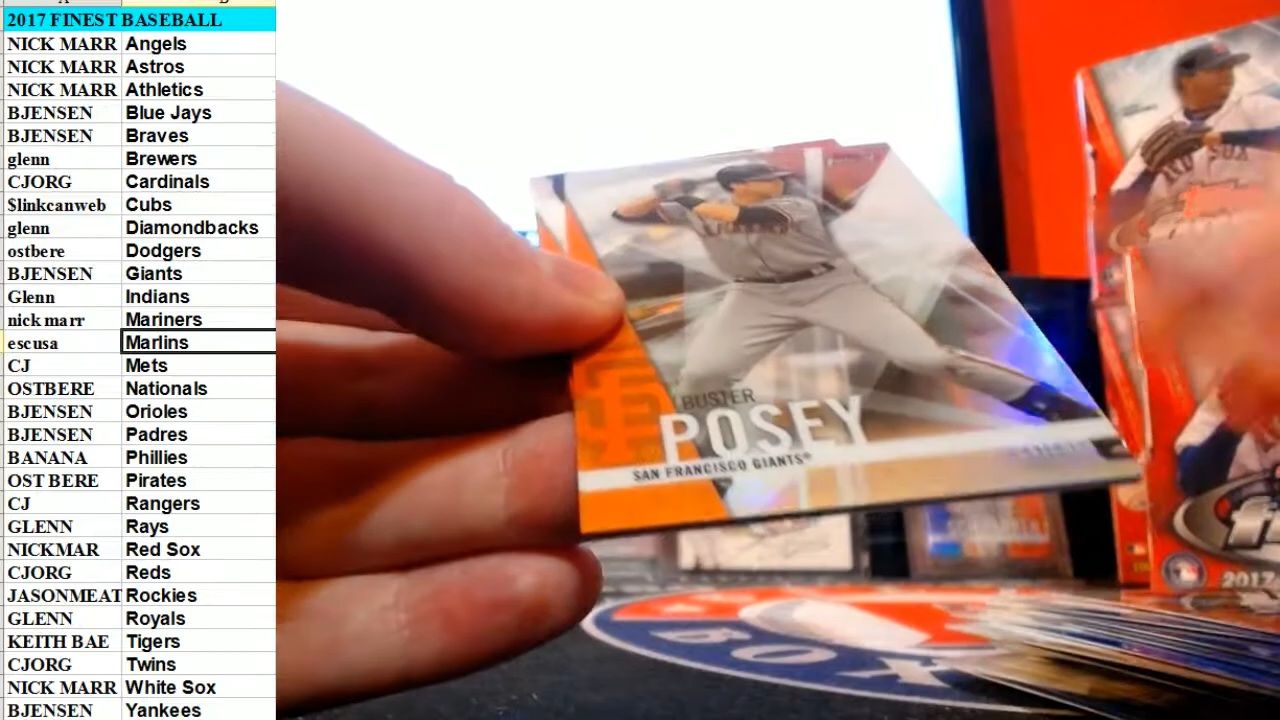 2017 FINEST BASEBALL
NICK MARR Angels
NICK MARR Astros
NICK MARR Athletics
BJENSEN Blue Jays
BJENSEN Braves
glenn Brewers
CJORG Cardinals
$linkcanweb Cubs
glenn Diamondbacks
ostbere Dodgers
BJENSEN Giants
Glenn Indians
nick marr Mariners
escusa Marlins
CJ Mets
OSTBERE Nationals
BJENSEN Orioles
BJENSEN Padres
BANANA Phillies
OST BERE Pirates
CJ Rangers
GLENN Rays
NICKMAR Red Sox
CJORG Reds
JASONMEAT Rockies
GLENN Royals
KEITH BAE Tigers
CJORG Twins
NICK MARR White Sox
BJENSEN Yankees
BUSTER
POSEY
SAN FRANCISCO GIANTS®
RED SOX
2017
BOX